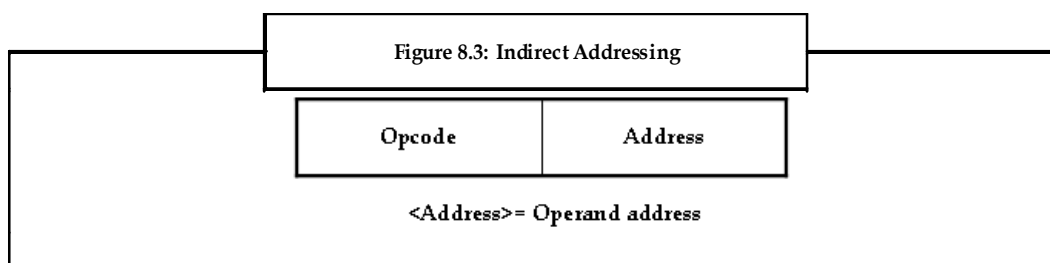 Figure 8.3: Indirect Addressing
Opcode Address
<Address>= Operand address